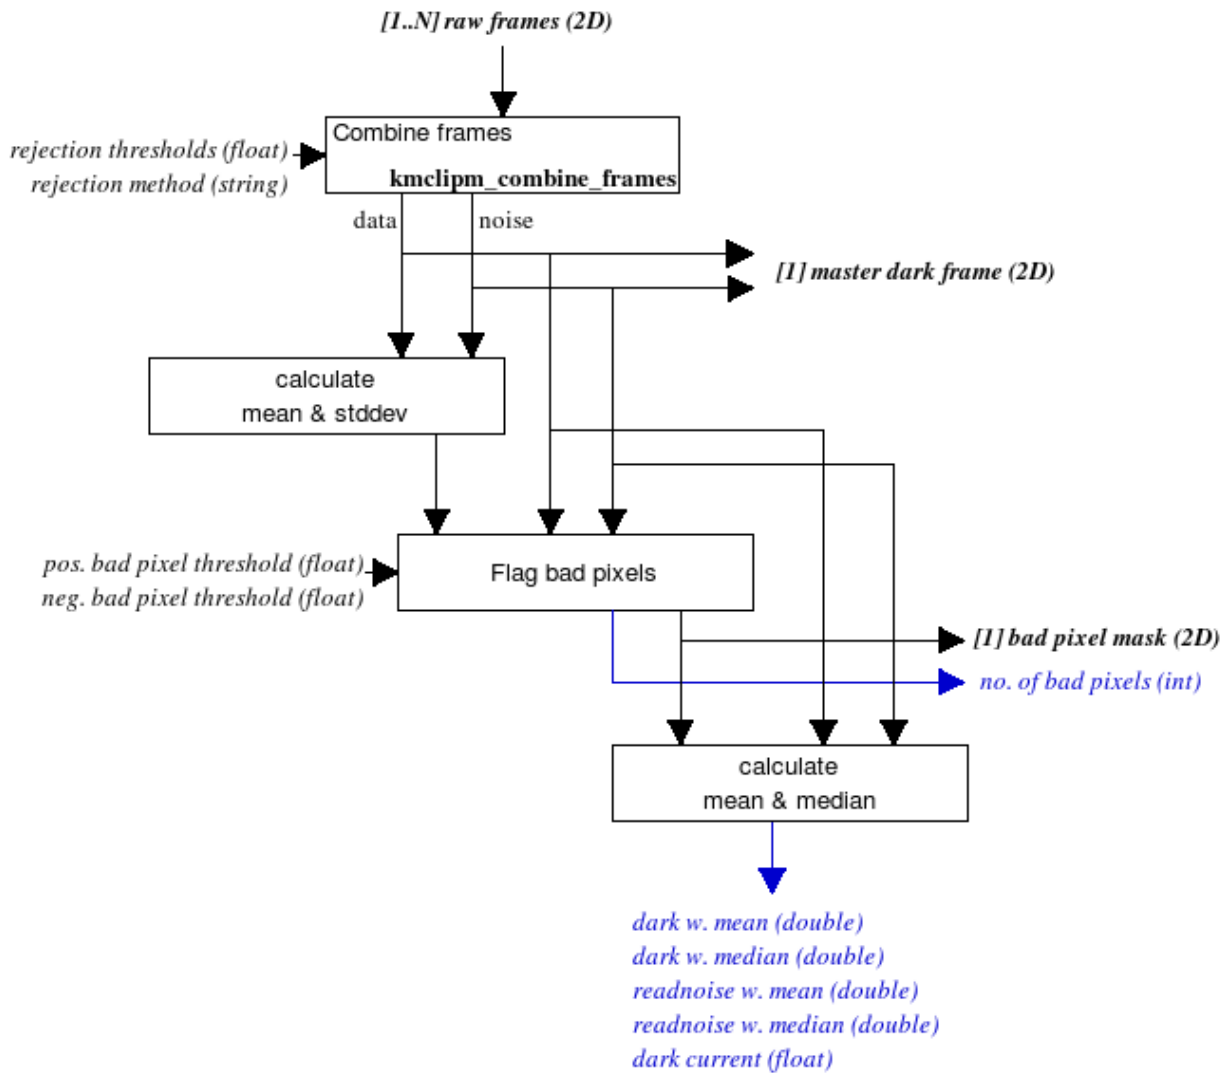 [1..N] raw frames (2D)
Combine frames
rejection thresholds (float)
rejection method (string)
kmclipm_combine_frames
data
noise
[1] master dark frame (2D)
calculate
mean & stddev
pos. bad pixel threshold (float)
neg. bad pixel threshold (float)
Flag bad pixels
[1] bad pixel mask (2D)
no. of bad pixels (int)
calculate
mean & median
dark w. mean (double)
dark w. median (double)
readnoise w. mean (double)
readnoise w. median (double)
dark current (float)